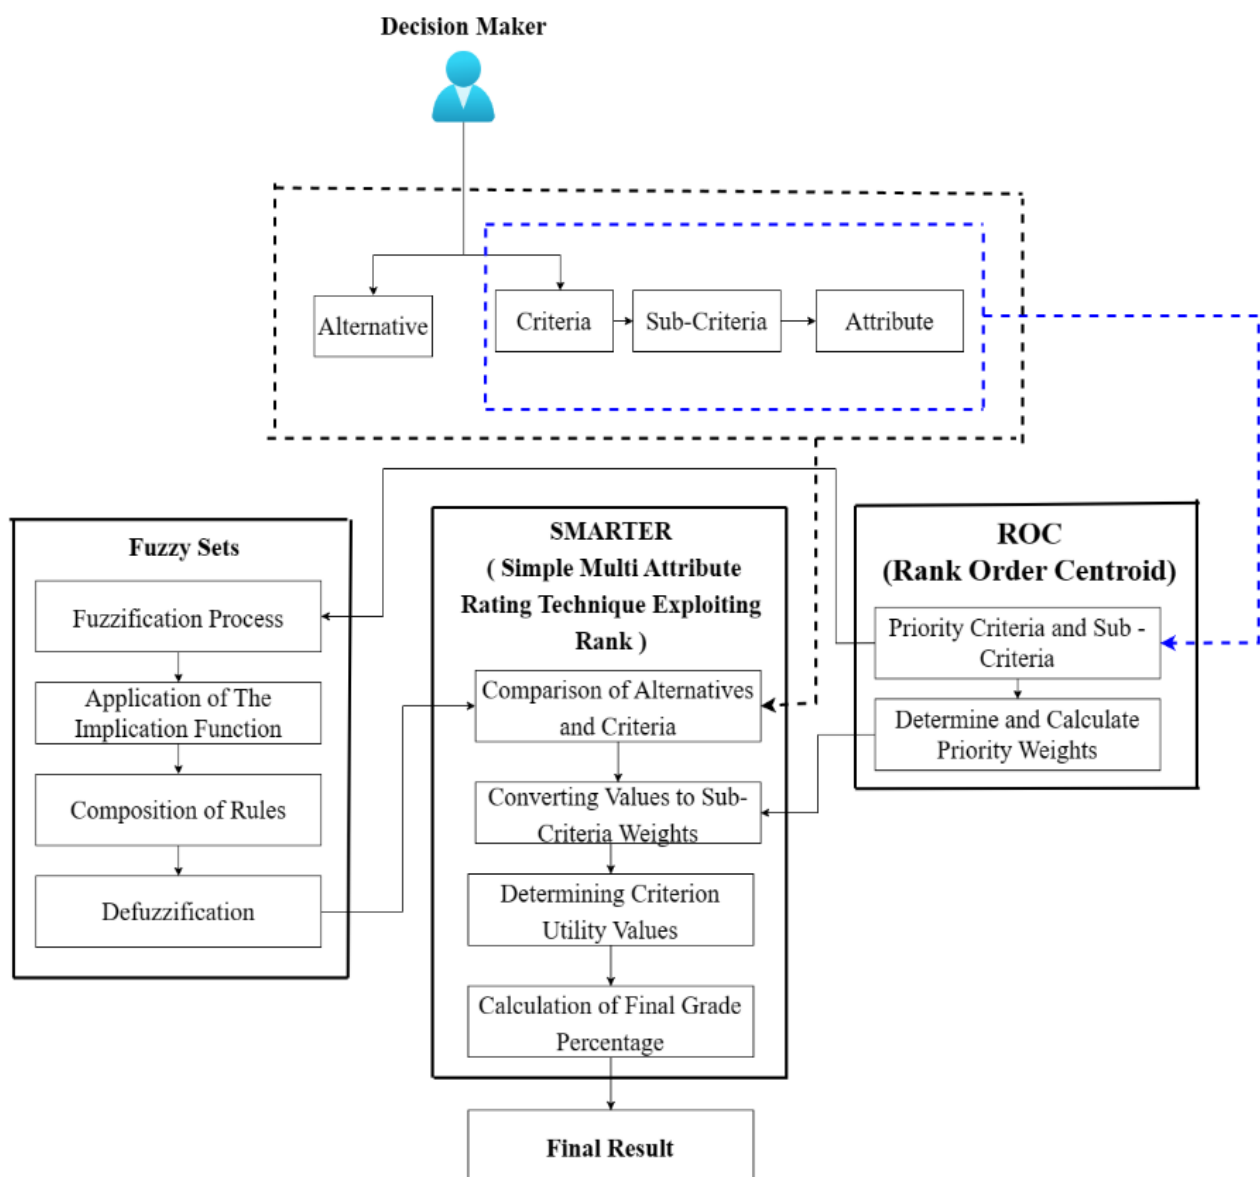 Decision Maker
Alternative
Criteria
Sub-Criteria
Attribute
Fuzzy Sets
Fuzzification Process
Application of The
Implication Function
Composition of Rules
Defuzzification
SMARTER
( Simple Multi Attribute
Rating Technique Exploiting
Rank )
Comparison of Alternatives
and Criteria
Converting Values to Sub-
Criteria Weights
Determining Criterion
Utility Values
Calculation of Final Grade
Percentage
Final Result
ROC
(Rank Order Centroid)
Priority Criteria and Sub -
Criteria
Determine and Calculate
Priority Weights